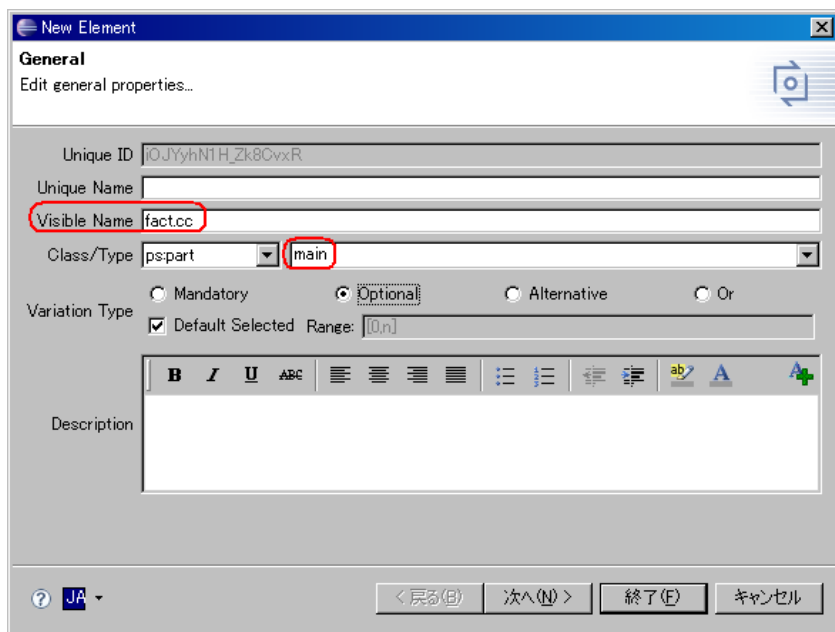 New Element
General
Edit general properties...
Unique ID iOJYyhN1H_Zk8CvxR
Unique Name
Visible Name fact.cc
Class/Type ps:part main
Variation Type
Mandatory Optional Alternative Or
Default Selected Range: [0,n]
B I U ABC ab A A
Description
? JA
< 戻る(B) 次へ(N) > 終了(F) キャンセル